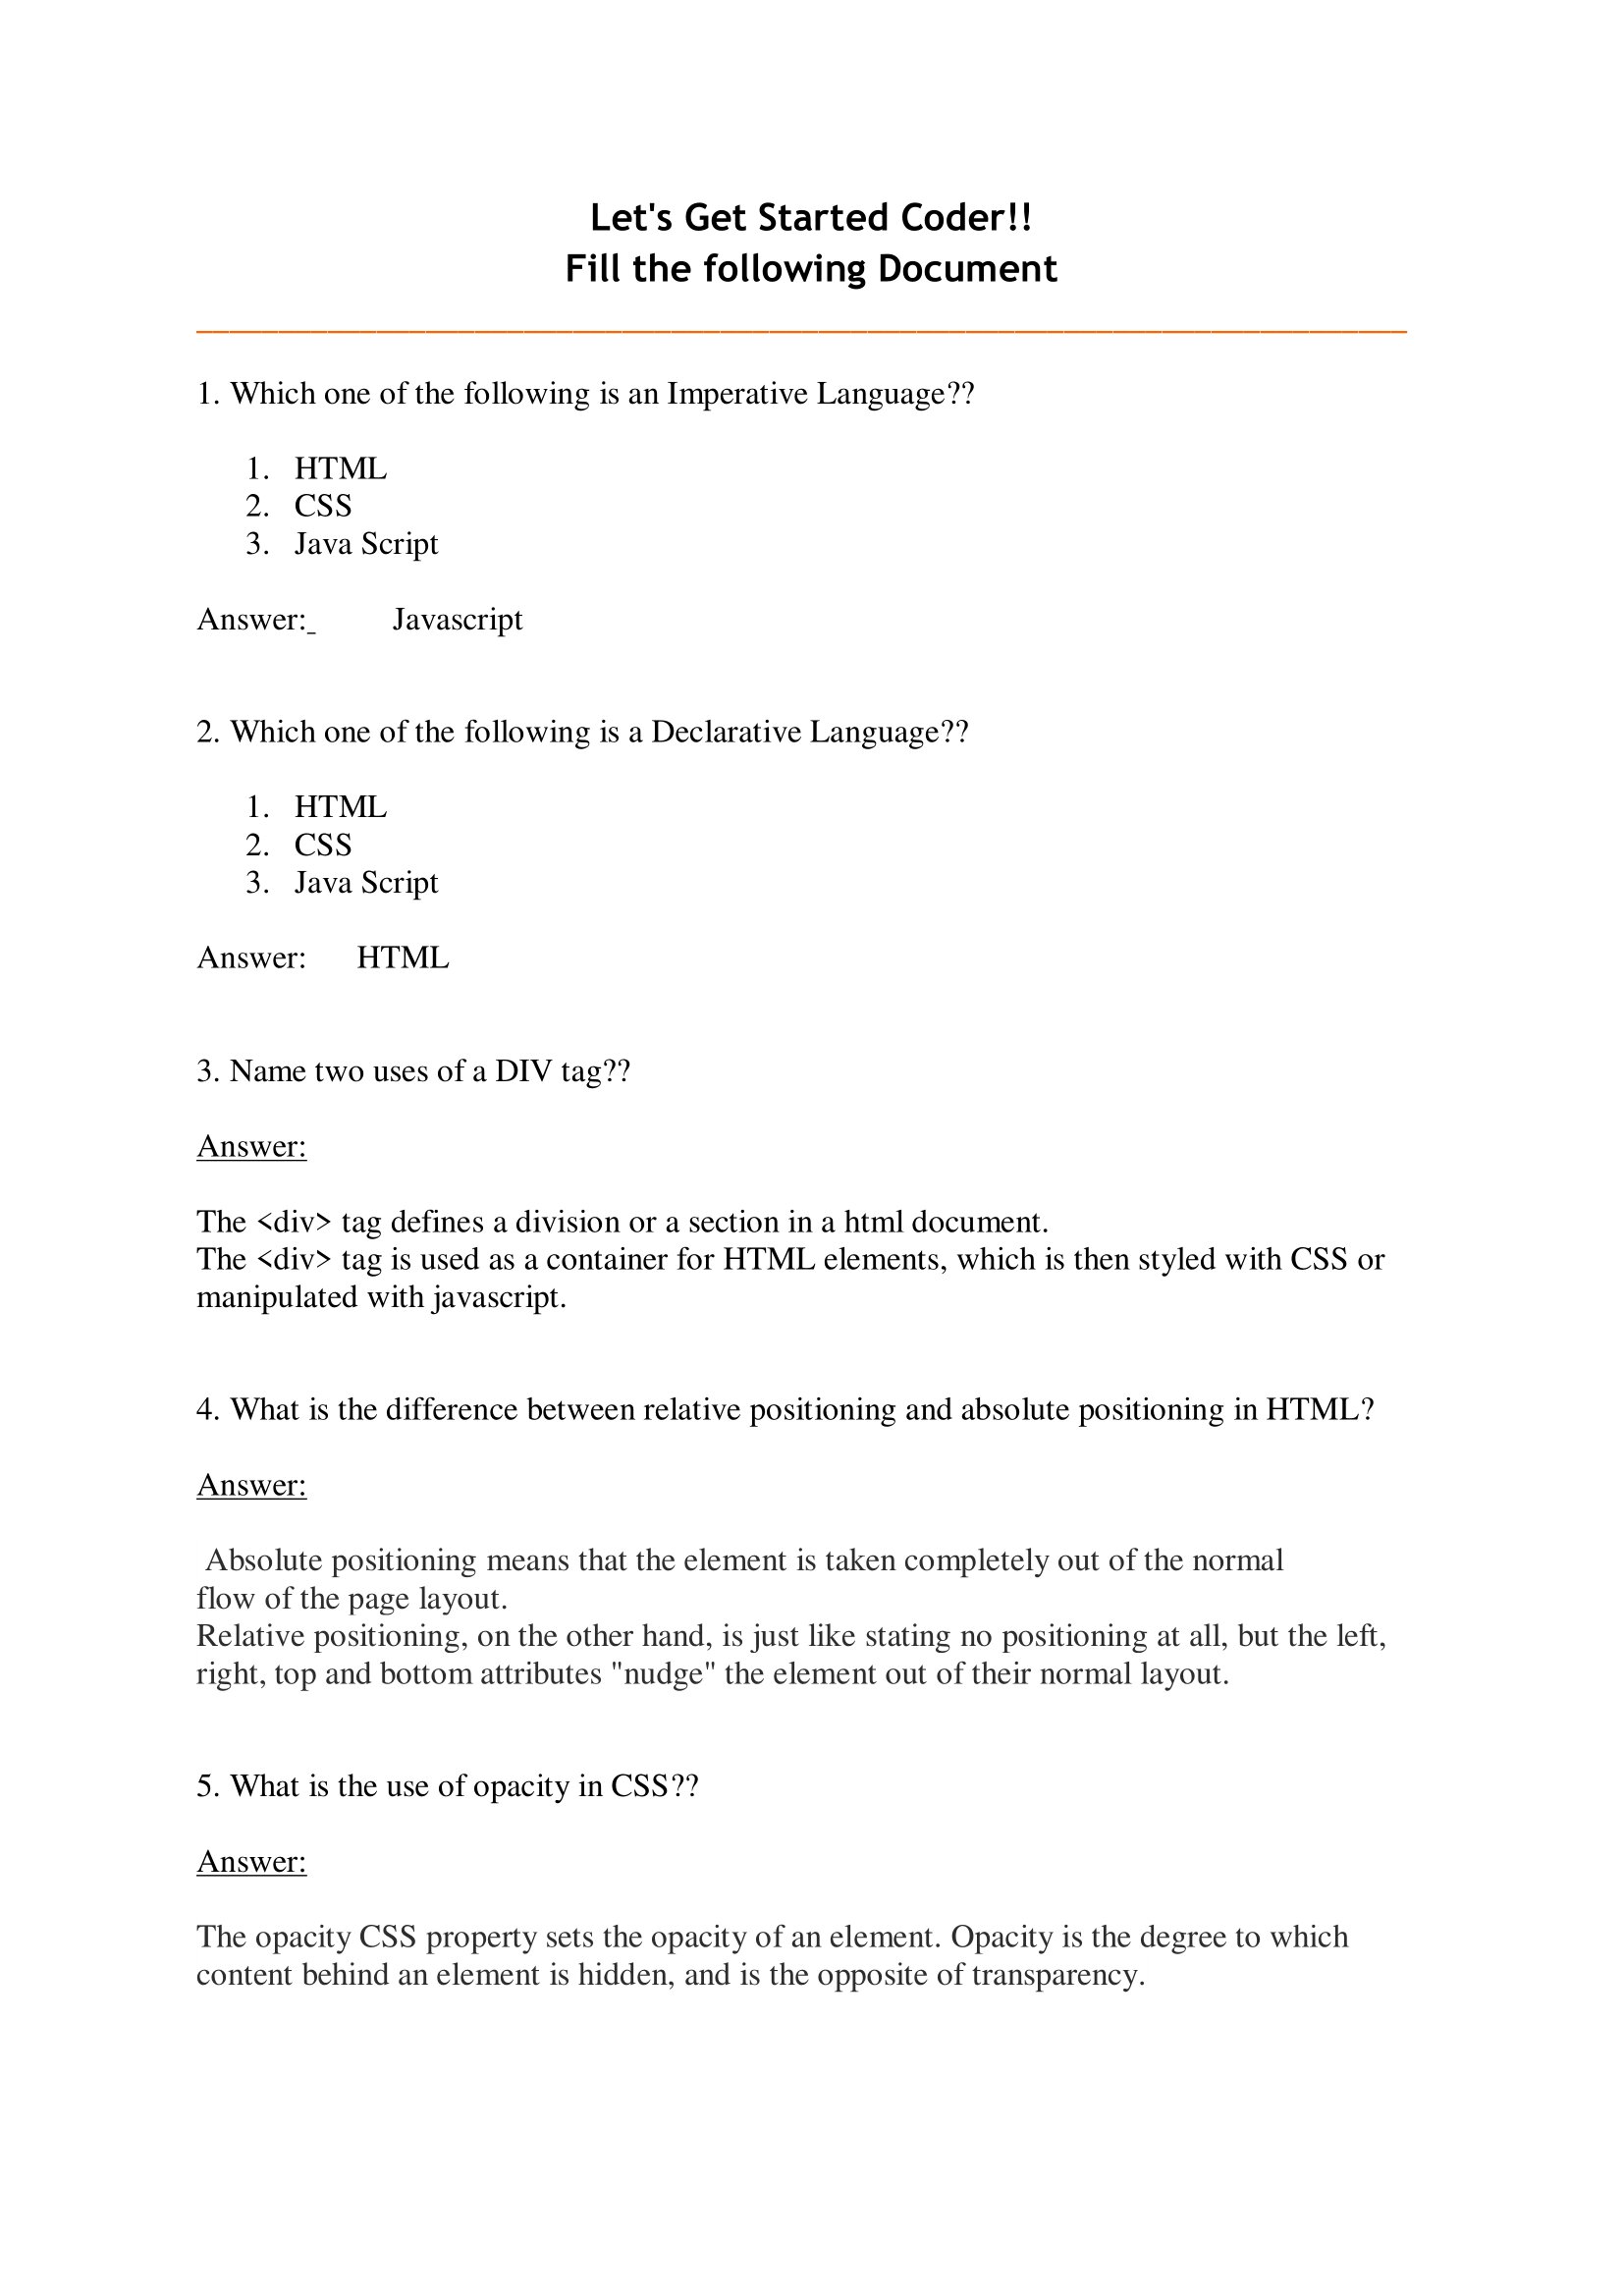 Let's Get Started Coder!!
Fill the following Document
1. Which one of the following is an Imperative Language??
1. HTML
2. CSS
3. Java Script
Answer:_ Javascript
2. Which one of the following is a Declarative Language??
1. HTML
2. CSS
3. Java Script
Answer: HTML
3. Name two uses of a DIV tag??
Answer:
The <div> tag defines a division or a section in a html document.
The <div> tag is used as a container for HTML elements, which is then styled with CSS or
manipulated with javascript.
4. What is the difference between relative positioning and absolute positioning in HTML?
Answer:
Absolute positioning means that the element is taken completely out of the normal
flow of the page layout.
Relative positioning, on the other hand, is just like stating no positioning at all, but the left,
right, top and bottom attributes "nudge" the element out of their normal layout.
5. What is the use of opacity in CSS??
Answer:
The opacity CSS property sets the opacity of an element. Opacity is the degree to which
content behind an element is hidden, and is the opposite of transparency.